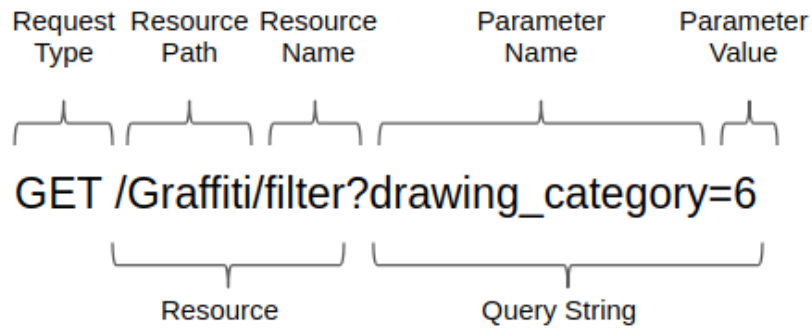 Request Type
Resource Path
Resource Name
Parameter Name
Parameter Value
GET /Graffiti/filter?drawing_category=6
Resource
Query String